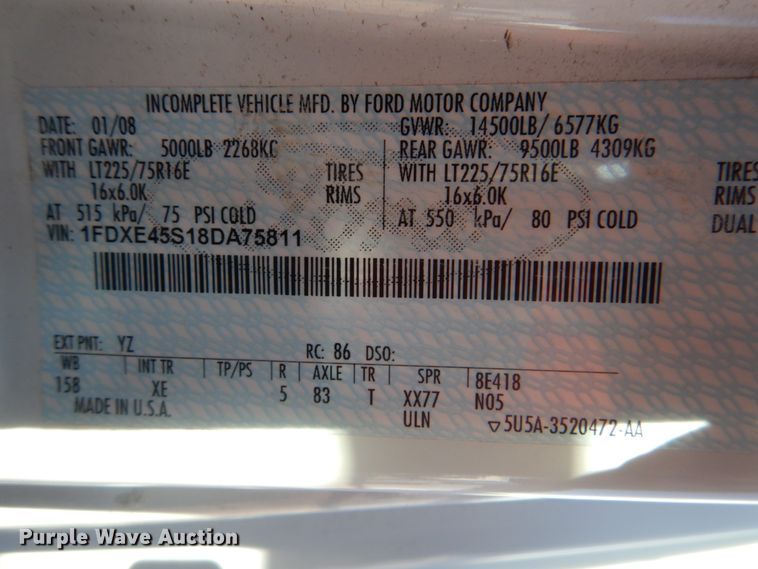 INCOMPLETE VEHICLE MFD. BY FORD MOTOR COMPANY
DATE: 01/08 GVWR: 14500LB/ 6577KG
FRONT GAWR: 5000LB 2268KG REAR GAWR: 9500LB 4309KG
WITH LT225/75R16E TIRES WITH LT225/75R16E TIRES
16x6.0K RIMS 16x6.0K RIMS
AT 515 kPa/ 75 PSI COLD AT 550 kPa/ 80 PSI COLD DUAL
VIN: 1FDXE45S18DA75811
EXT PNT: YZ RC: 86 DSO:
WB INT TR TP/PS R AXLE TR SPR 8E418
158 XE 5 83 T XX77 N05
MADE IN U.S.A. ULN ▽5U5A-3520472-AA
Purple Wave Auction